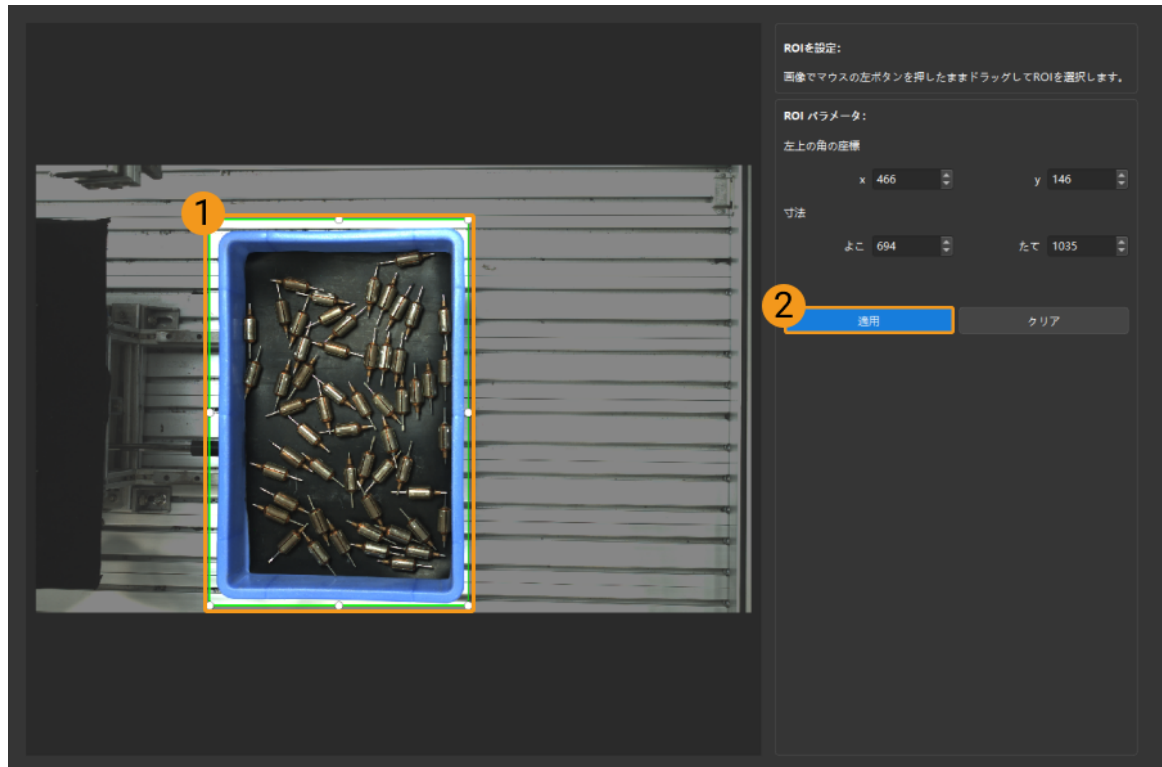 ROIを設定:
画像でマウスの左ボタンを押したままドラッグしてROIを選択します。
ROI パラメータ:
左上の角の座標
x 466 y 146
寸法
よこ 694 たて 1035
1
2
適用 クリア